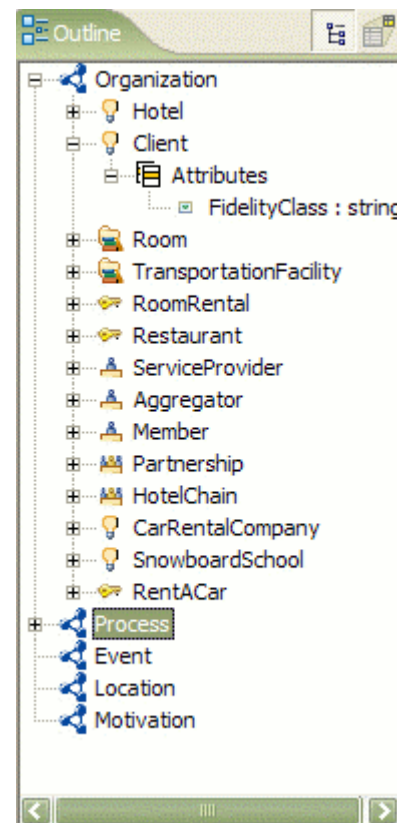 Outline
Organization
Hotel
Client
Attributes
FidelityClass : string
Room
TransportationFacility
RoomRental
Restaurant
ServiceProvider
Aggregator
Member
Partnership
HotelChain
CarRentalCompany
SnowboardSchool
RentACar
Process
Event
Location
Motivation